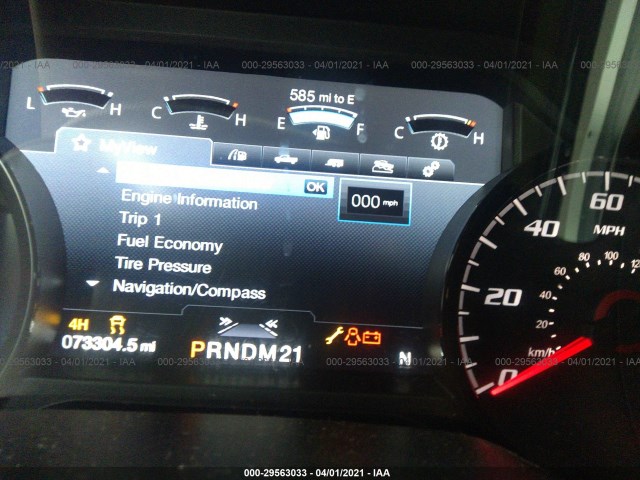 000-29563033 - 04/01/2021 - IAA
585 mi to E
L H C H E F C H
MyView
OK
000 mph
Engine Information
Trip 1
Fuel Economy
Tire Pressure
Navigation/Compass
4H
073304.5 mi
PRNDM21
N
60
MPH
40
20
0
120
100
80
60
40
20
km/h
000-29563033 - 04/01/2021 - IAA